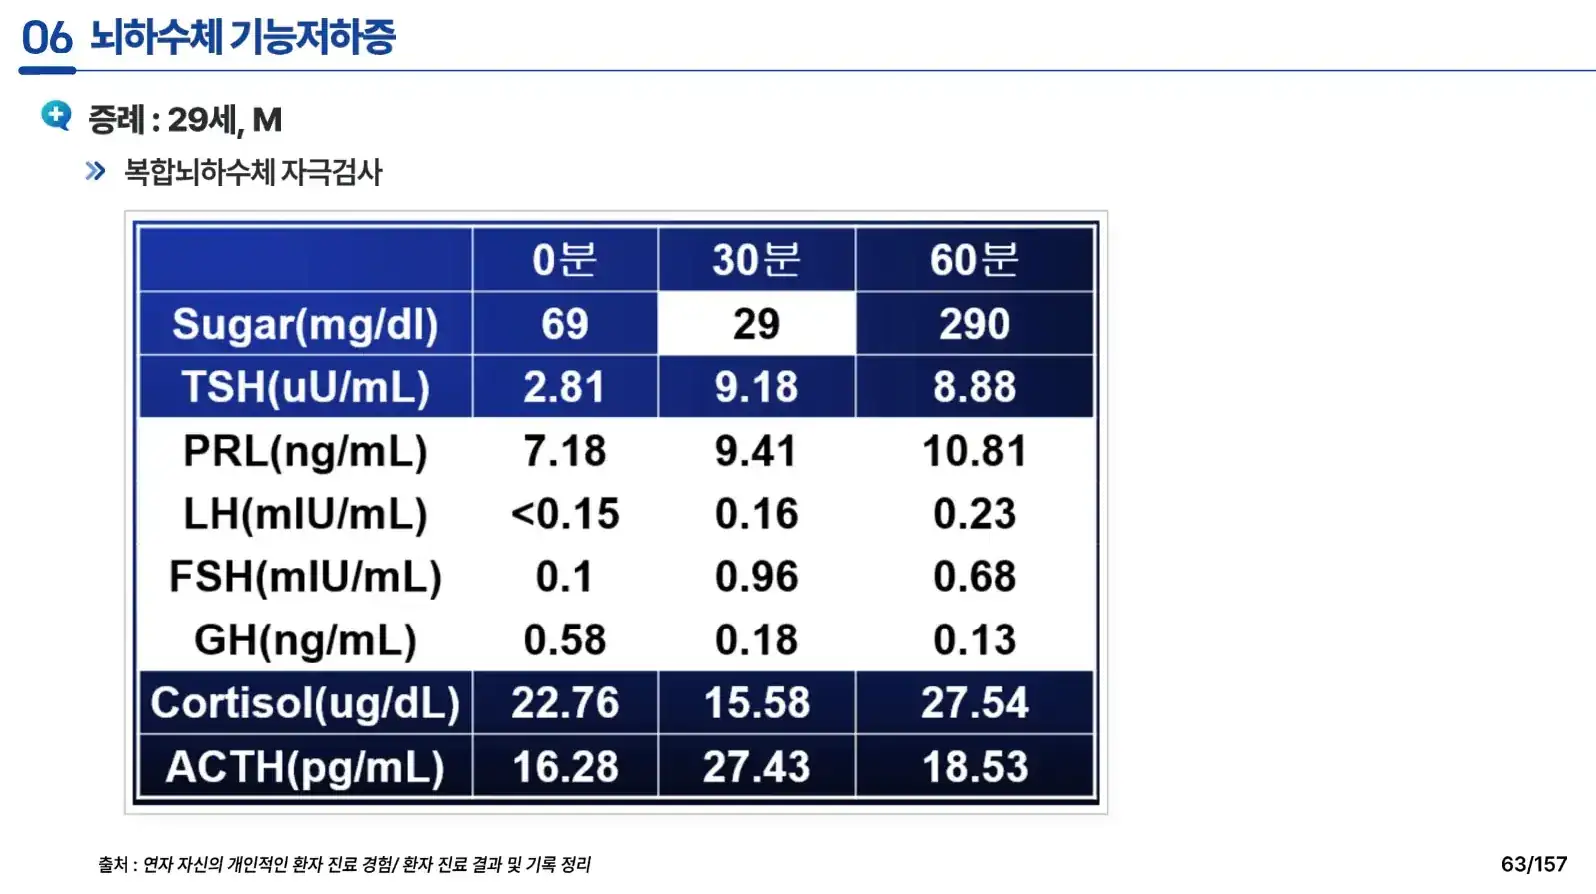 06 뇌하수체 기능저하증
증례 : 29세, M
복합뇌하수체 자극검사
0분 30분 60분
Sugar(mg/dl) 69 29 290
TSH(uU/mL) 2.81 9.18 8.88
PRL(ng/mL) 7.18 9.41 10.81
LH(mIU/mL) <0.15 0.16 0.23
FSH(mIU/mL) 0.1 0.96 0.68
GH(ng/mL) 0.58 0.18 0.13
Cortisol(ug/dL) 22.76 15.58 27.54
ACTH(pg/mL) 16.28 27.43 18.53
출처 : 연자 자신의 개인적인 환자 진료 경험/ 환자 진료 결과 및 기록 정리
63/157